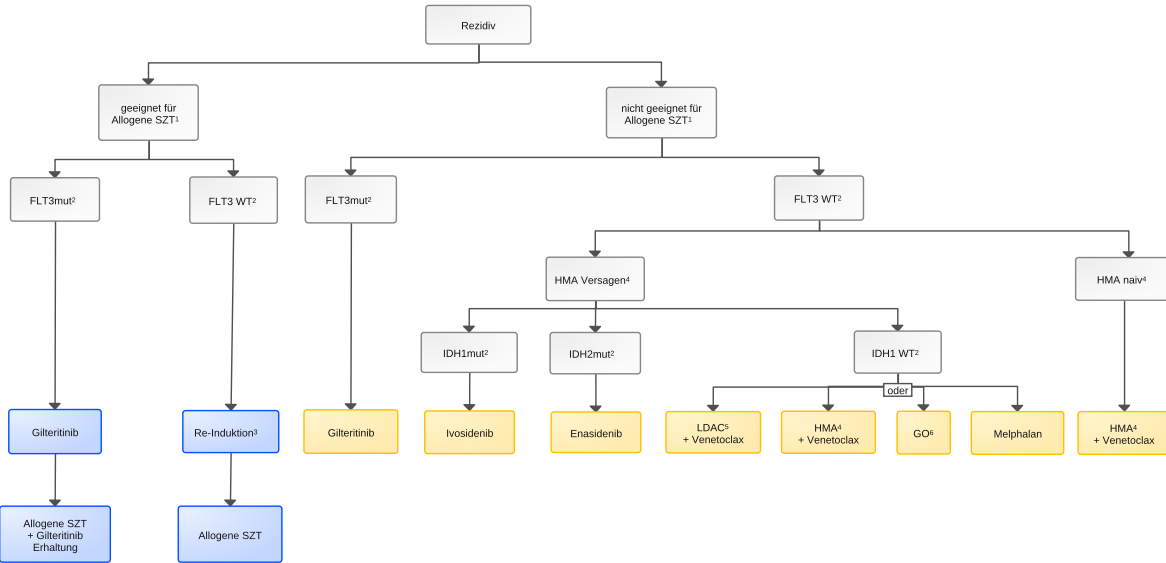 Rezidiv
geeignet für
Allogene SZT¹
nicht geeignet für
Allogene SZT¹
FLT3mut²
FLT3 WT²
FLT3mut²
FLT3 WT²
HMA Versagen⁴
HMA naiv⁴
IDH1mut²
IDH2mut²
IDH1 WT²
oder
Gilteritinib
Re-Induktion³
Gilteritinib
Ivosidenib
Enasidenib
LDAC⁵
+ Venetoclax
HMA⁴
+ Venetoclax
GO⁶
Melphalan
HMA⁴
+ Venetoclax
Allogene SZT
+ Gilteritinib
Erhaltung
Allogene SZT